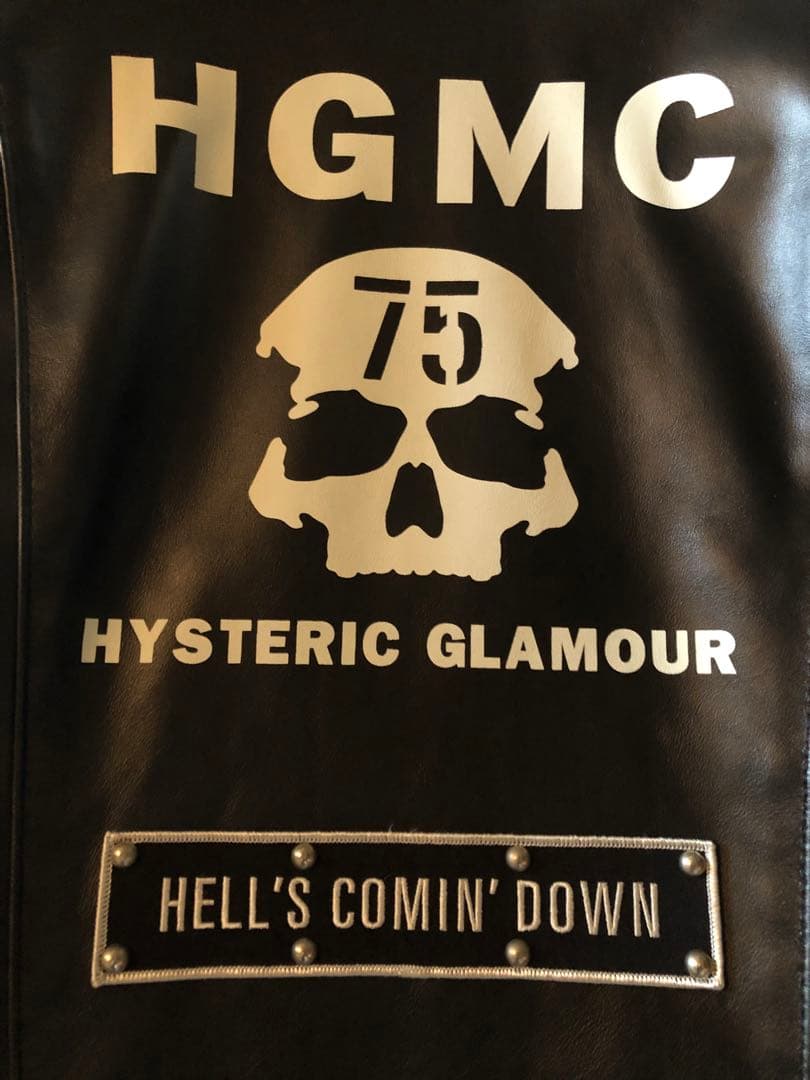 HGMC
75
HYSTERIC GLAMOUR
HELL'S COMIN' DOWN